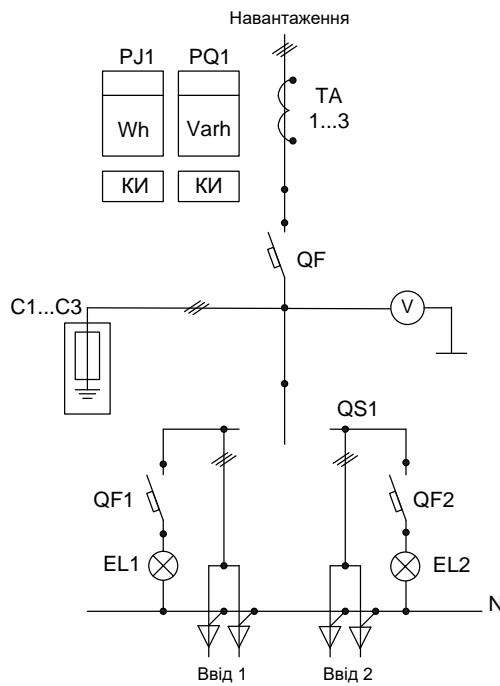 Навантаження
PJ1 PQ1
TA
1...3
Wh Varh
КИ КИ
QF
C1...C3
V
QS1
QF1 QF2
EL1 EL2
N
Ввід 1 Ввід 2